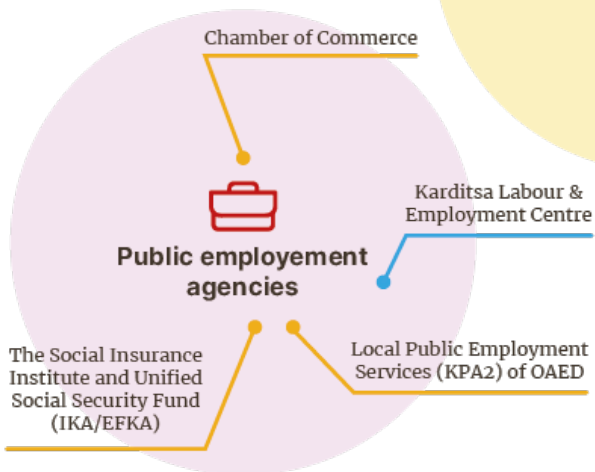 Chamber of Commerce
Karditsa Labour &
Employment Centre
Public employement
agencies
The Social Insurance
Institute and Unified
Social Security Fund
(IKA/EFKA)
Local Public Employment
Services (KPA2) of OAED